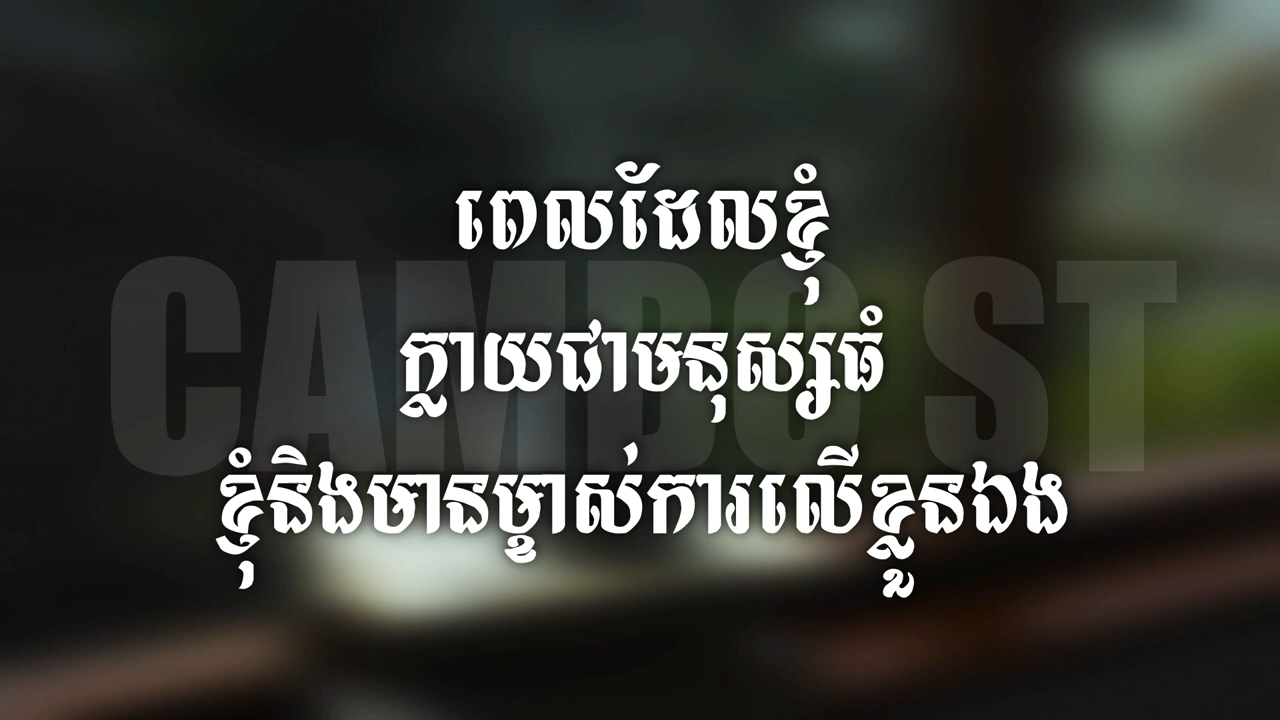 ពេលដែលខ្ញុំ
CAMBO ST
ក្លាយជាមនុស្សធំ
ខ្ញុំនិងមានម្ខាស់ការលើខ្លួនឯង